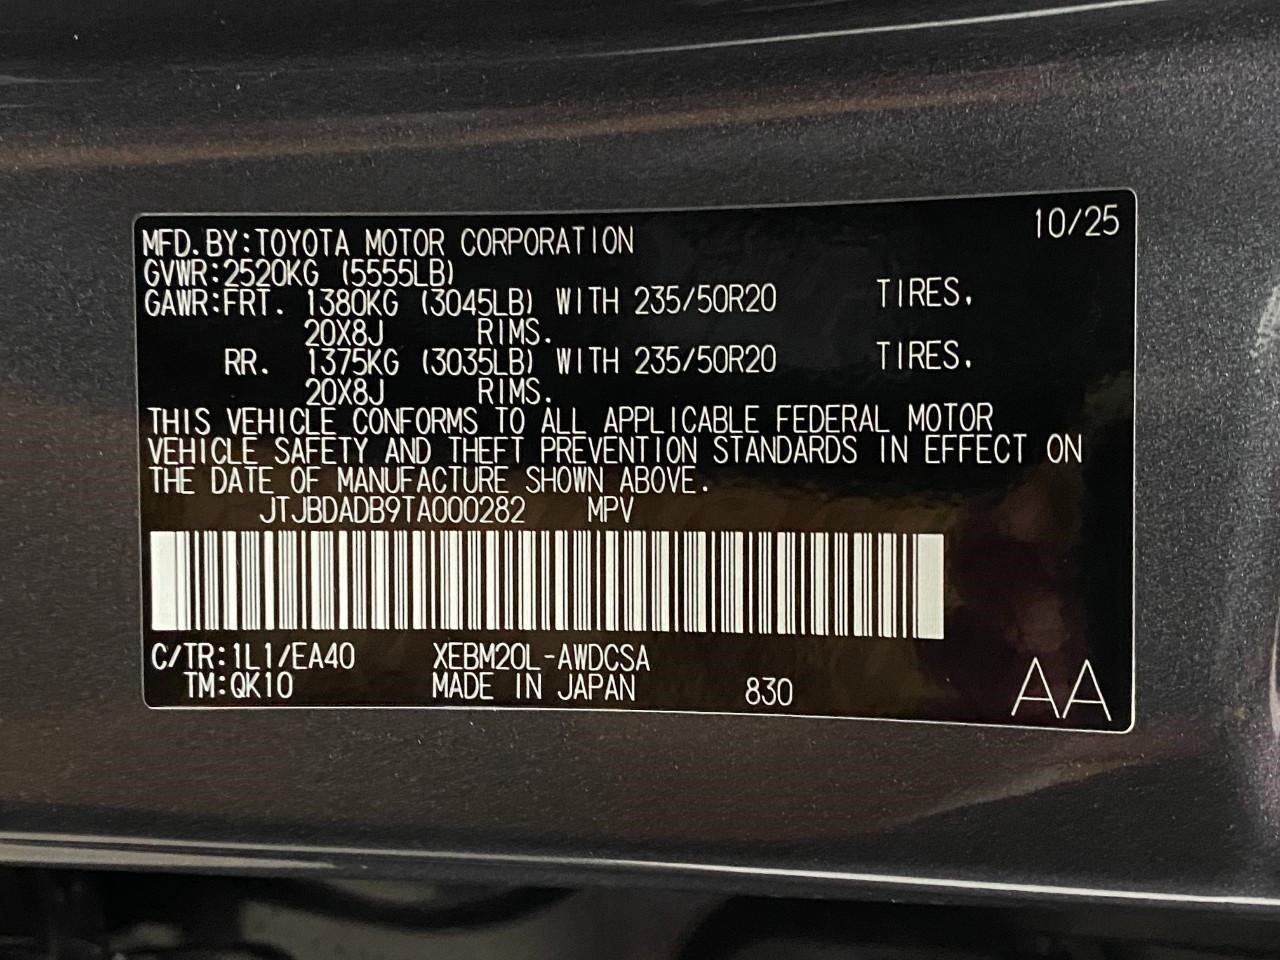 10/25
MFD.BY:TOYOTA MOTOR CORPORATION
GVWR:2520KG (5555LB)
GAWR:FRT. 1380KG (3045LB) WITH 235/50R20 TIRES,
20X8J RIMS.
RR. 1375KG (3035LB) WITH 235/50R20 TIRES,
20X8J RIMS.
THIS VEHICLE CONFORMS TO ALL APPLICABLE FEDERAL MOTOR
VEHICLE SAFETY AND THEFT PREVENTION STANDARDS IN EFFECT ON
THE DATE OF MANUFACTURE SHOWN ABOVE.
JTJBDADB9TA000282 MPV
C/TR:1L1/EA40 XEBM20L-AWDCSA
TM:QK10 MADE IN JAPAN 830 AA